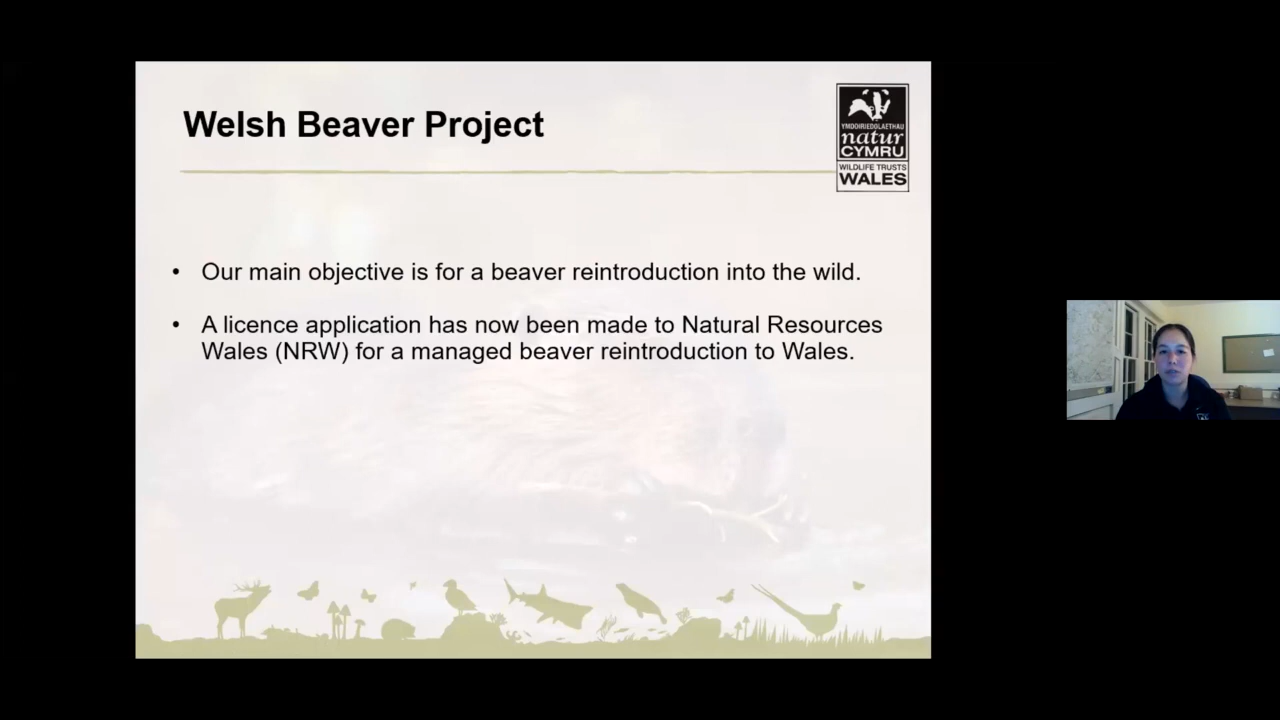 Welsh Beaver Project
YMDDIRIEDOLAETHAU
natur
CYMRU
WILDLIFE TRUSTS
WALES
• Our main objective is for a beaver reintroduction into the wild.
• A licence application has now been made to Natural Resources
Wales (NRW) for a managed beaver reintroduction to Wales.